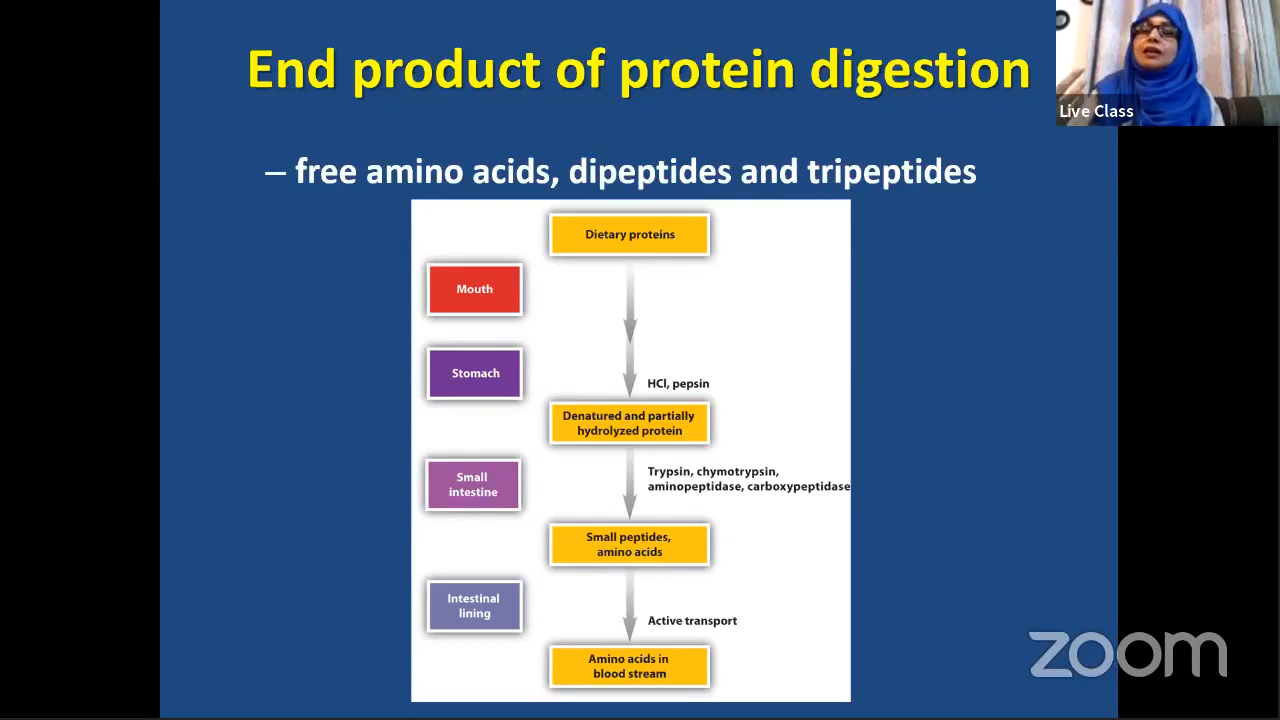 End product of protein digestion
Live Class
– free amino acids, dipeptides and tripeptides
Dietary proteins
Mouth
Stomach
HCl, pepsin
Denatured and partially
hydrolyzed protein
Small
intestine
Trypsin, chymotrypsin,
aminopeptidase, carboxypeptidase
Small peptides,
amino acids
Intestinal
lining
Active transport
Amino acids in
blood stream
zoom